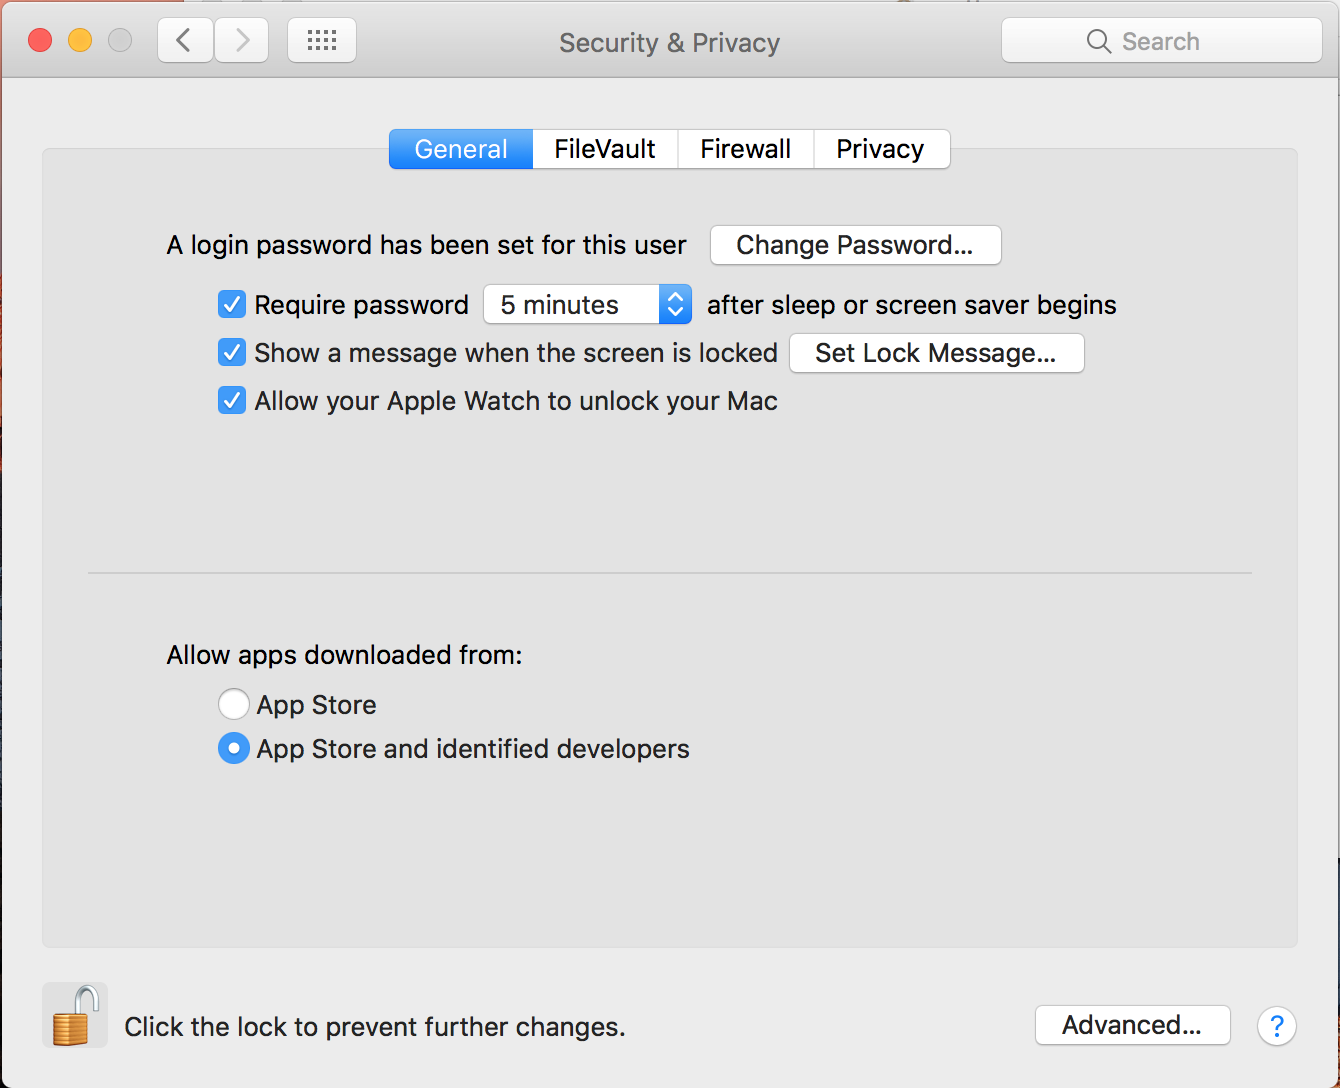 Security & Privacy
Search
General FileVault Firewall Privacy
A login password has been set for this user Change Password...
Require password 5 minutes after sleep or screen saver begins
Show a message when the screen is locked Set Lock Message...
Allow your Apple Watch to unlock your Mac
Allow apps downloaded from:
App Store
App Store and identified developers
Click the lock to prevent further changes. Advanced... ?